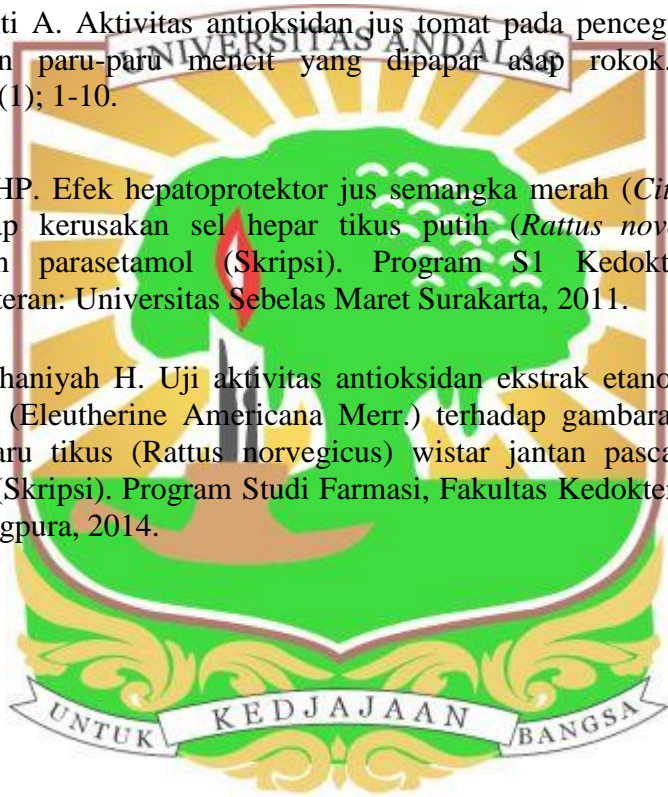 ti A. Aktivitas antioksidan jus tomat pada penceg
UNIVERSITAS ANDALAS
n paru-paru mencit yang dipapar asap rokok.
(1); 1-10.
HP. Efek hepatoprotektor jus semangka merah (Cit
ap kerusakan sel hepar tikus putih (Rattus nov
n parasetamol (Skripsi). Program S1 Kedokt
teran: Universitas Sebelas Maret Surakarta, 2011.
haniyah H. Uji aktivitas antioksidan ekstrak etano
(Eleutherine Americana Merr.) terhadap gambara
aru tikus (Rattus norvegicus) wistar jantan pasca
(Skripsi). Program Studi Farmasi, Fakultas Kedokter
gpura, 2014.
UNTUK KEDJAJAAN BANGSA